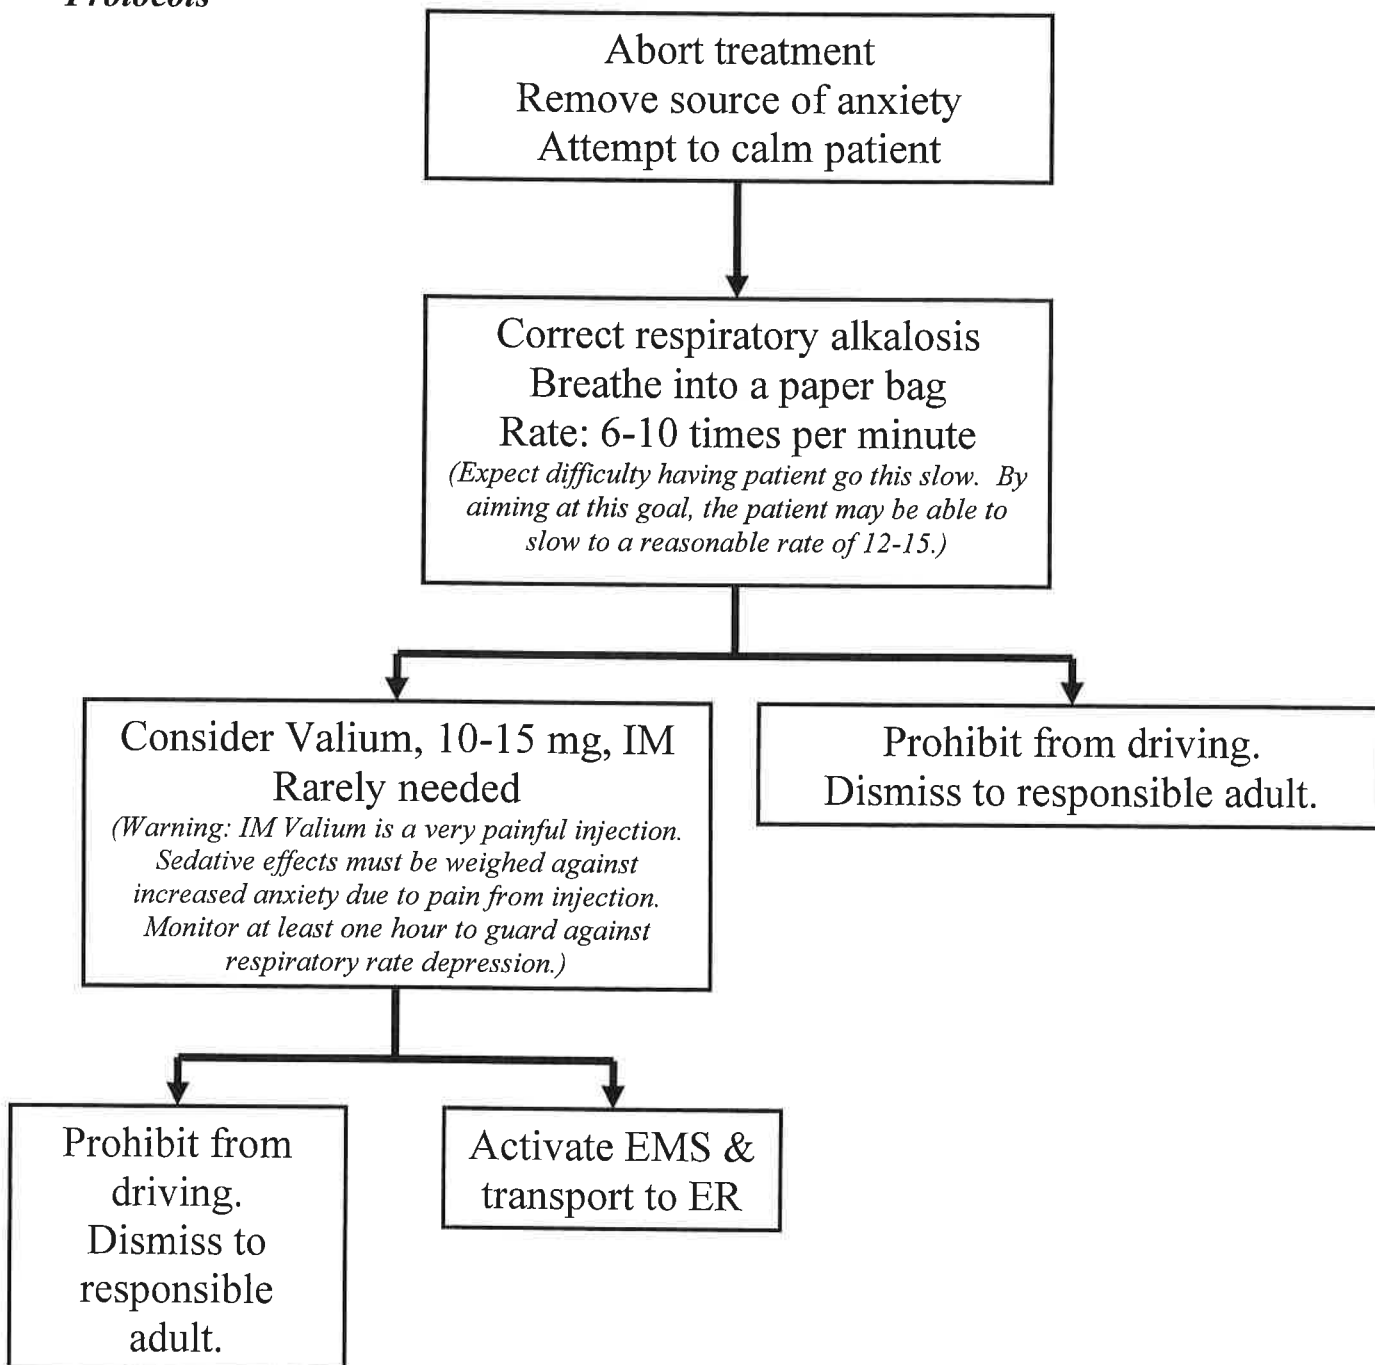 Protocols
Abort treatment
Remove source of anxiety
Attempt to calm patient
Correct respiratory alkalosis
Breathe into a paper bag
Rate: 6-10 times per minute
(Expect difficulty having patient go this slow. By
aiming at this goal, the patient may be able to
slow to a reasonable rate of 12-15.)
Consider Valium, 10-15 mg, IM
Rarely needed
(Warning: IM Valium is a very painful injection.
Sedative effects must be weighed against
increased anxiety due to pain from injection.
Monitor at least one hour to guard against
respiratory rate depression.)
Prohibit from driving.
Dismiss to responsible adult.
Prohibit from
driving.
Dismiss to
responsible
adult.
Activate EMS &
transport to ER